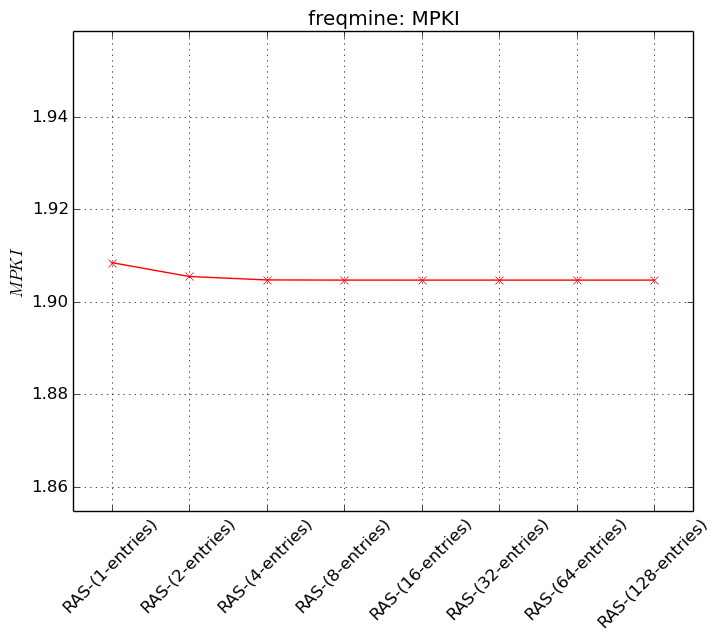 freqmine: MPKI
1.94
1.92
1.90
1.88
1.86
MPKI
RAS-(1-entries)
RAS-(2-entries)
RAS-(4-entries)
RAS-(8-entries)
RAS-(16-entries)
RAS-(32-entries)
RAS-(64-entries)
RAS-(128-entries)